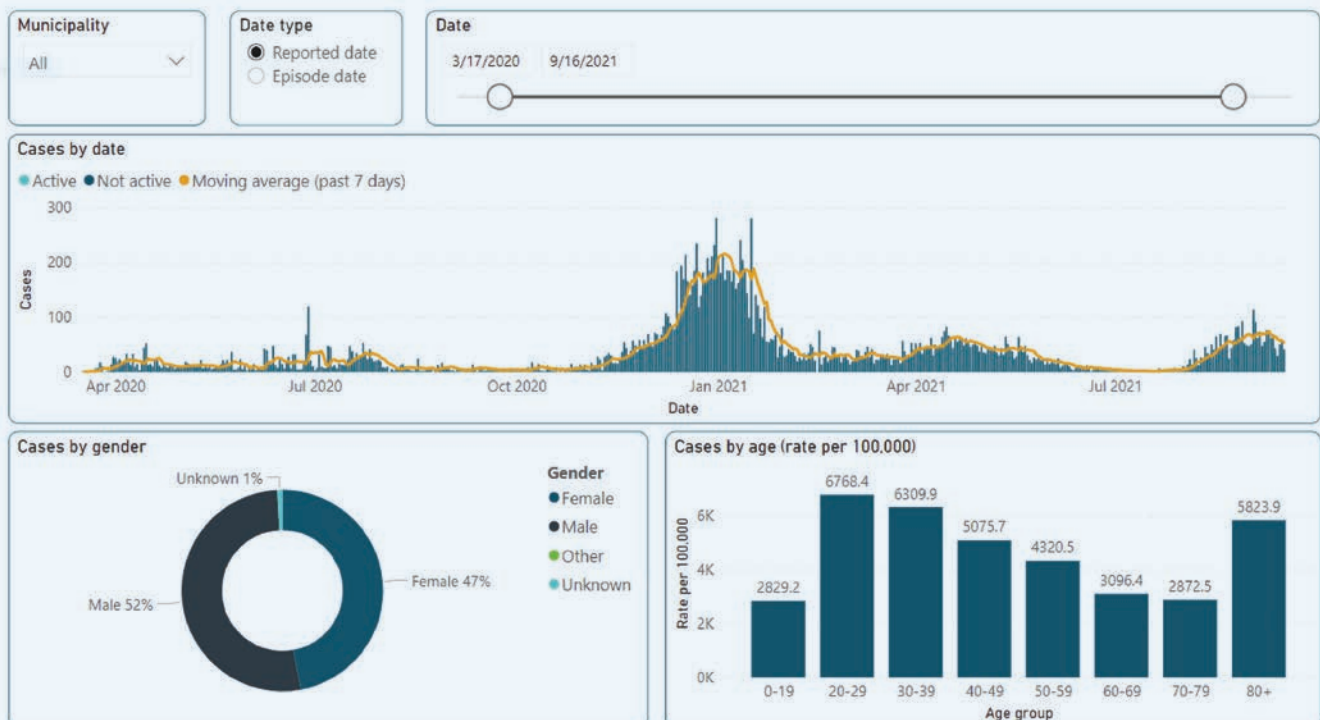 Municipality
All
Date type
Reported date
Episode date
Date
3/17/2020 9/16/2021
Cases by date
Active Not active Moving average (past 7 days)
300
200
100
0
Cases
Apr 2020 Jul 2020 Oct 2020 Jan 2021 Apr 2021 Jul 2021
Date
Cases by gender
Unknown 1%
Male 52%
Female 47%
Gender
Female
Male
Other
Unknown
Cases by age (rate per 100,000)
Rate per 100,000
6K
4K
2K
0K
2829.2 6768.4 6309.9 5075.7 4320.5 3096.4 2872.5 5823.9
0-19 20-29 30-39 40-49 50-59 60-69 70-79 80+
Age group